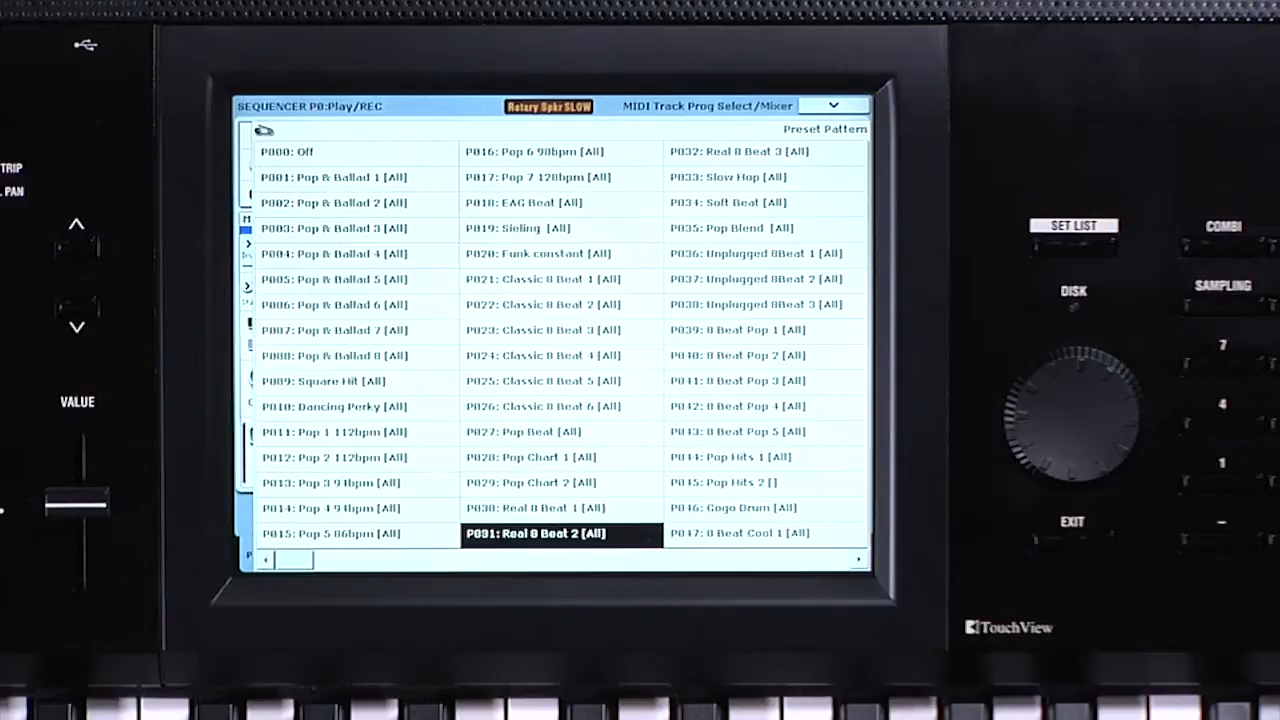 SEQUENCER P0:Play/REC
Rotary Spkr SLOW
MIDI Track Prog Select/Mixer
Preset Pattern
P000: Off
P001: Pop & Ballad 1 [All]
P002: Pop & Ballad 2 [All]
P003: Pop & Ballad 3 [All]
P004: Pop & Ballad 4 [All]
P005: Pop & Ballad 5 [All]
P006: Pop & Ballad 6 [All]
P007: Pop & Ballad 7 [All]
P008: Pop & Ballad 8 [All]
P009: Square Hit [All]
P010: Dancing Perky [All]
P011: Pop 1 112bpm [All]
P012: Pop 2 112bpm [All]
P013: Pop 3 94bpm [All]
P014: Pop 4 94bpm [All]
P015: Pop 5 86bpm [All]
P016: Pop 6 98bpm [All]
P017: Pop 7 128bpm [All]
P018: EAG Beat [All]
P019: Sieling [All]
P020: Funk constant [All]
P021: Classic 8 Beat 1 [All]
P022: Classic 8 Beat 2 [All]
P023: Classic 8 Beat 3 [All]
P024: Classic 8 Beat 4 [All]
P025: Classic 8 Beat 5 [All]
P026: Classic 8 Beat 6 [All]
P027: Pop Beat [All]
P028: Pop Chart 1 [All]
P029: Pop Chart 2 [All]
P030: Real 8 Beat 1 [All]
P031: Real 8 Beat 2 [All]
P032: Real 8 Beat 3 [All]
P033: Slow Hop [All]
P034: Soft Beat [All]
P035: Pop Blend [All]
P036: Unplugged 8Beat 1 [All]
P037: Unplugged 8Beat 2 [All]
P038: Unplugged 8Beat 3 [All]
P039: 8 Beat Pop 1 [All]
P040: 8 Beat Pop 2 [All]
P041: 8 Beat Pop 3 [All]
P042: 8 Beat Pop 4 [All]
P043: 8 Beat Pop 5 [All]
P044: Pop Hits 1 [All]
P045: Pop Hits 2 []
P046: Gogo Drum [All]
P047: 8 Beat Cool 1 [All]
TRIP
PAN
VALUE
SET LIST
COMBI
DISK
SAMPLING
7
4
1
EXIT
-
TouchView